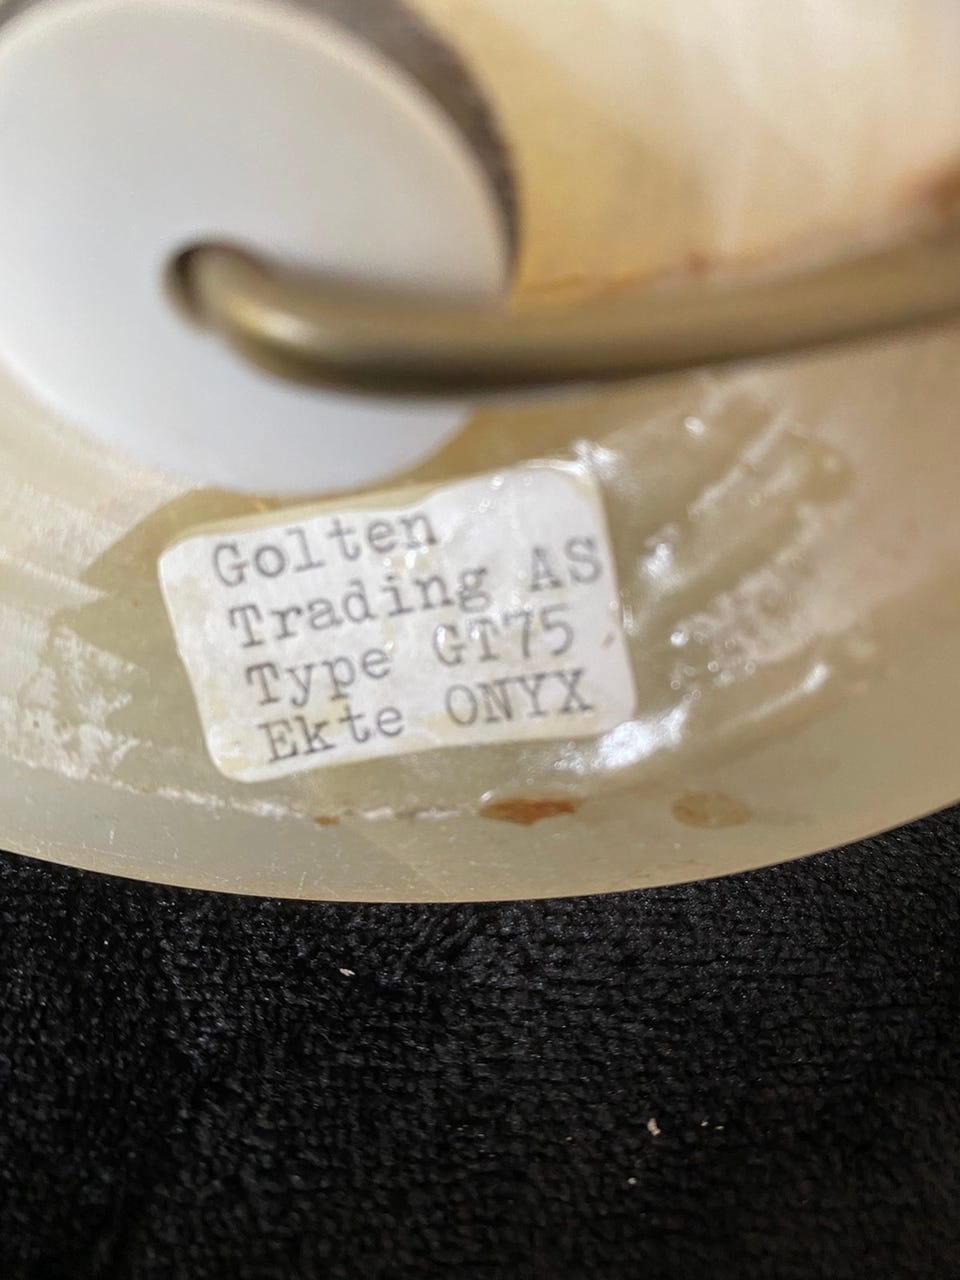 Golten
Trading AS
Type GT75
Ekte ONYX